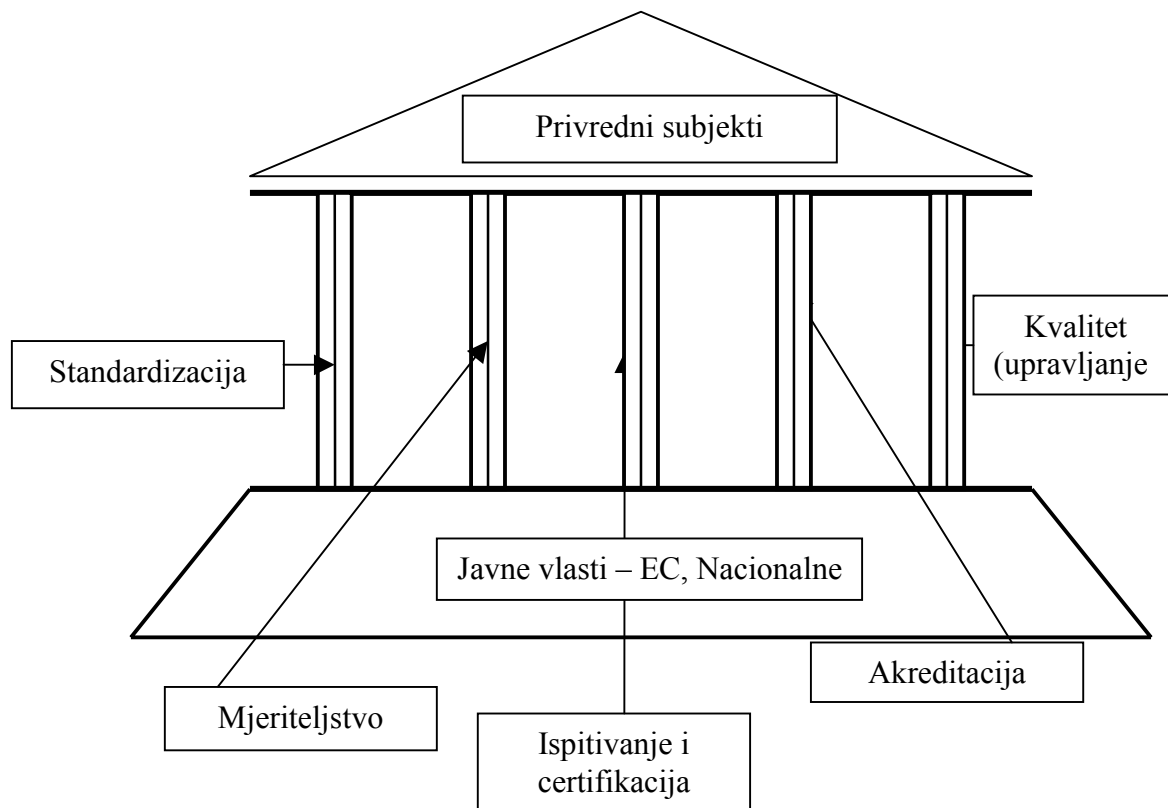 Privredni subjekti
Standardizacija
Kvalitet
(upravljanje
Javne vlasti – EC, Nacionalne
Mjeriteljstvo
Ispitivanje i
certifikacija
Akreditacija